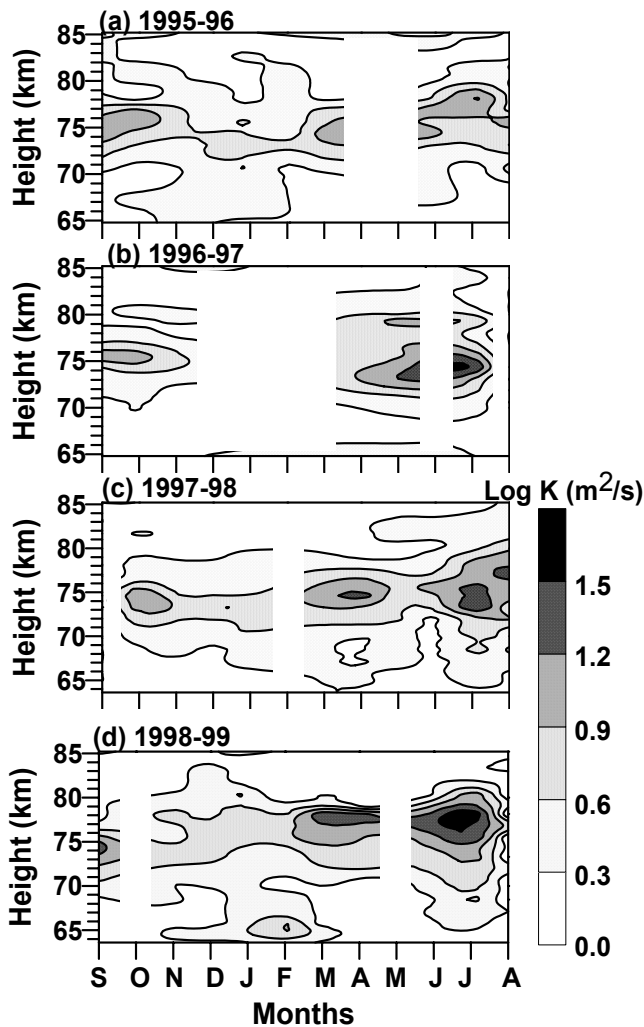 (a) 1995-96
85
80
75
70
65
Height (km)
(b) 1996-97
85
80
75
70
65
Height (km)
(c) 1997-98
85
80
75
70
65
Height (km)
Log K (m2/s)
1.5
1.2
0.9
0.6
0.3
0.0
(d) 1998-99
85
80
75
70
65
Height (km)
S O N D J F M A M J J A
Months